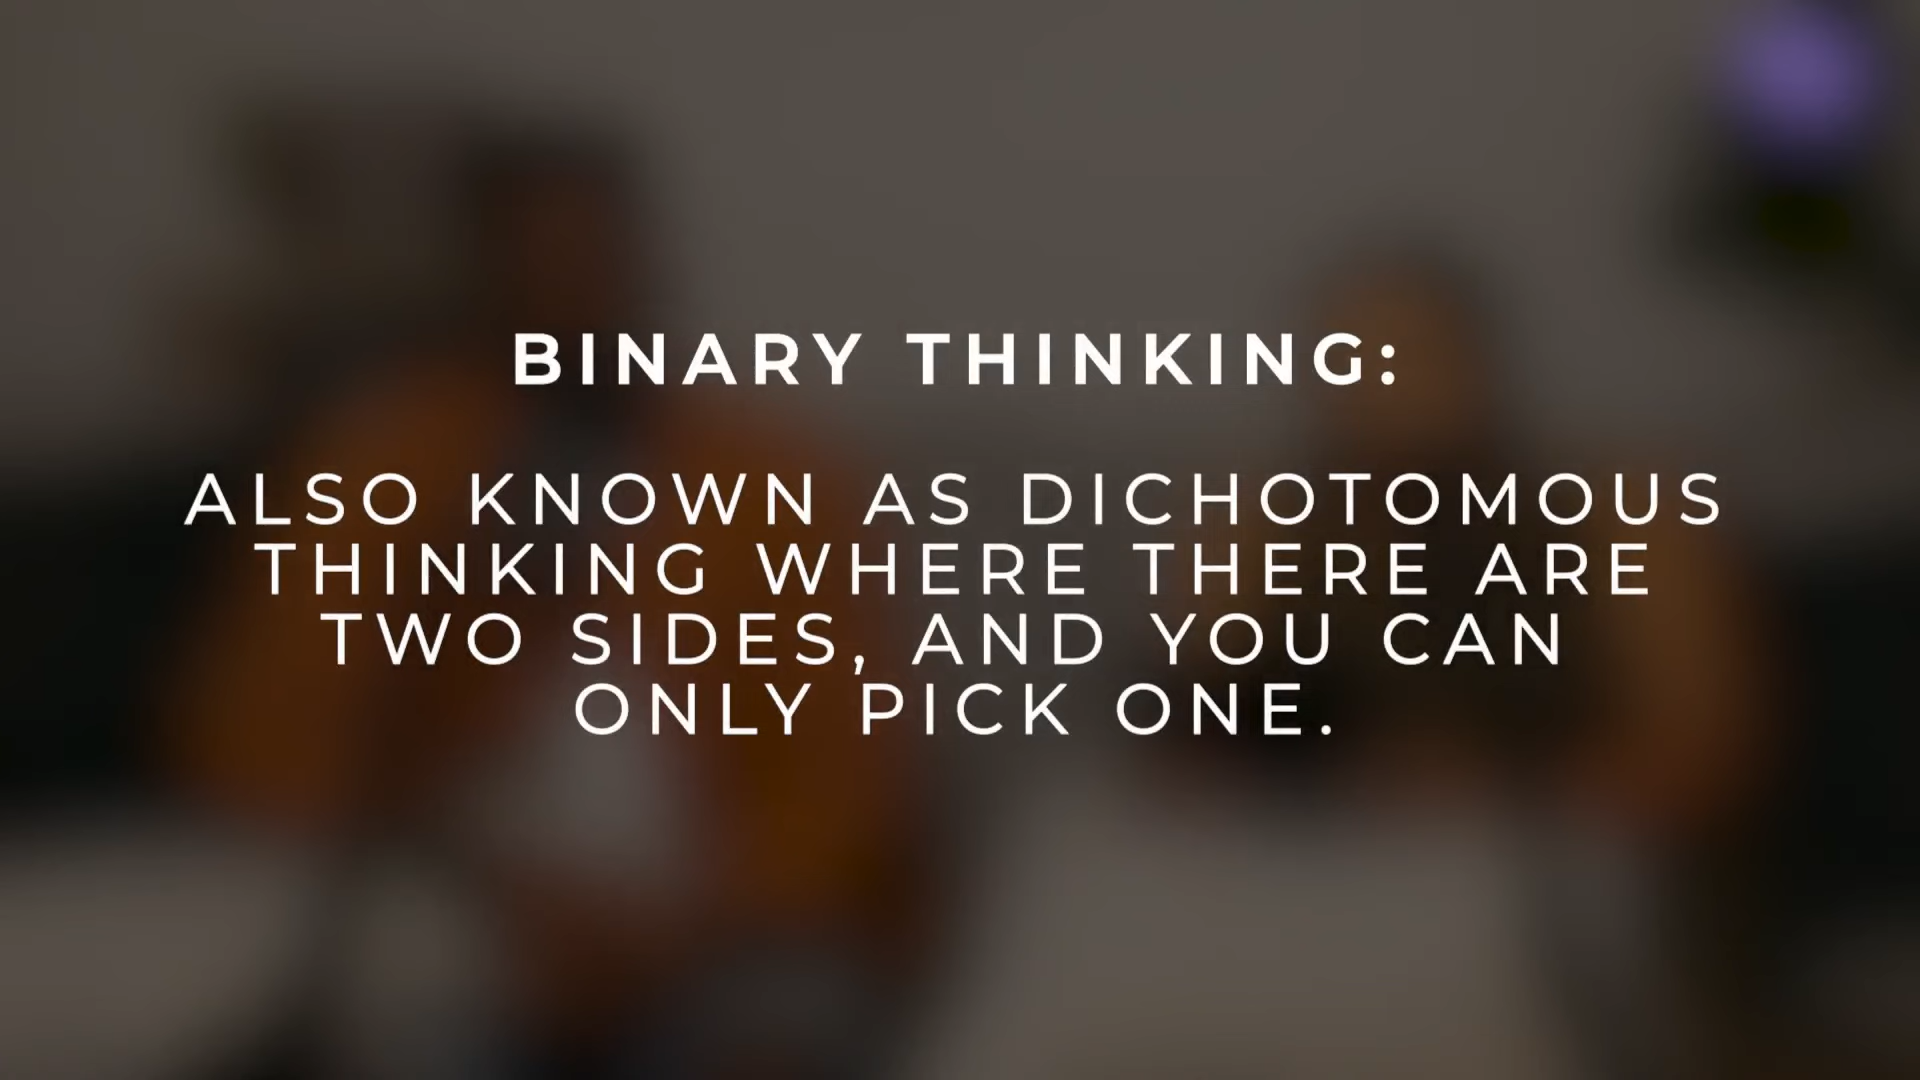 BINARY THINKING:
ALSO KNOWN AS DICHOTOMOUS
THINKING WHERE THERE ARE
TWO SIDES, AND YOU CAN
ONLY PICK ONE.